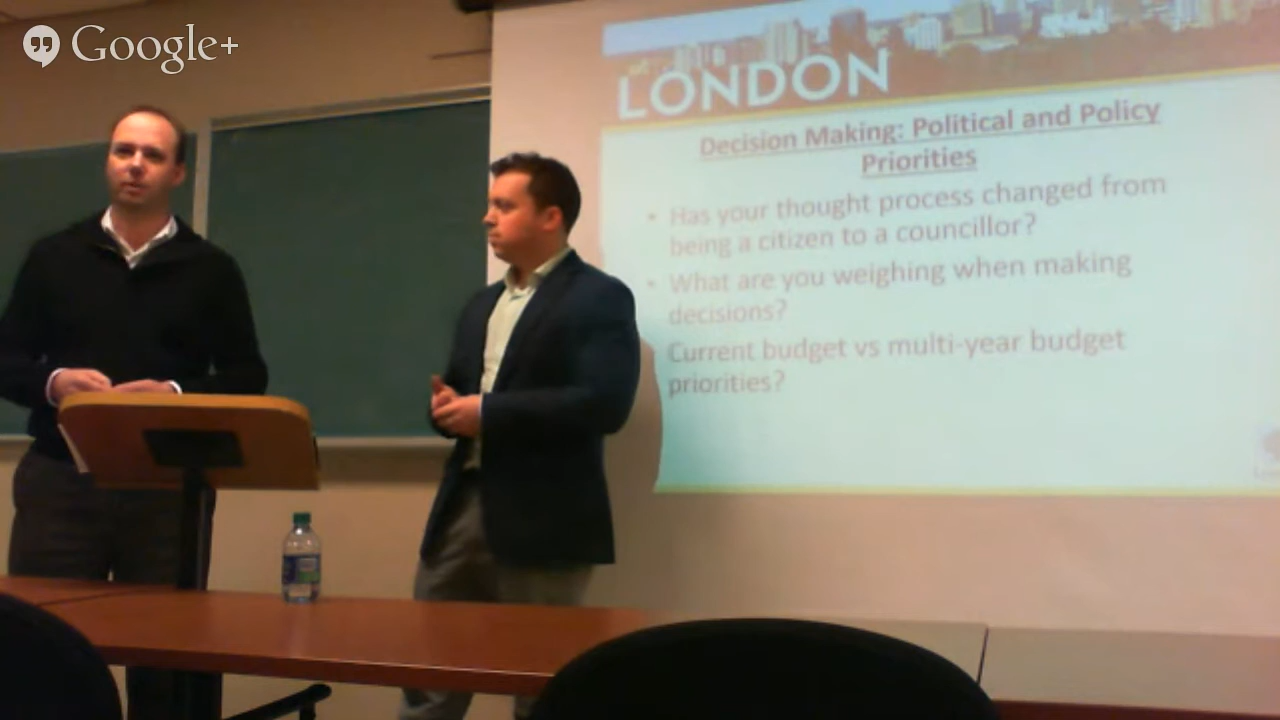 Google+
LONDON
Decision Making: Political and Policy
Priorities
• Has your thought process changed from
being a citizen to a councillor?
• What are you weighing when making
decisions?
Current budget vs multi-year budget
priorities?